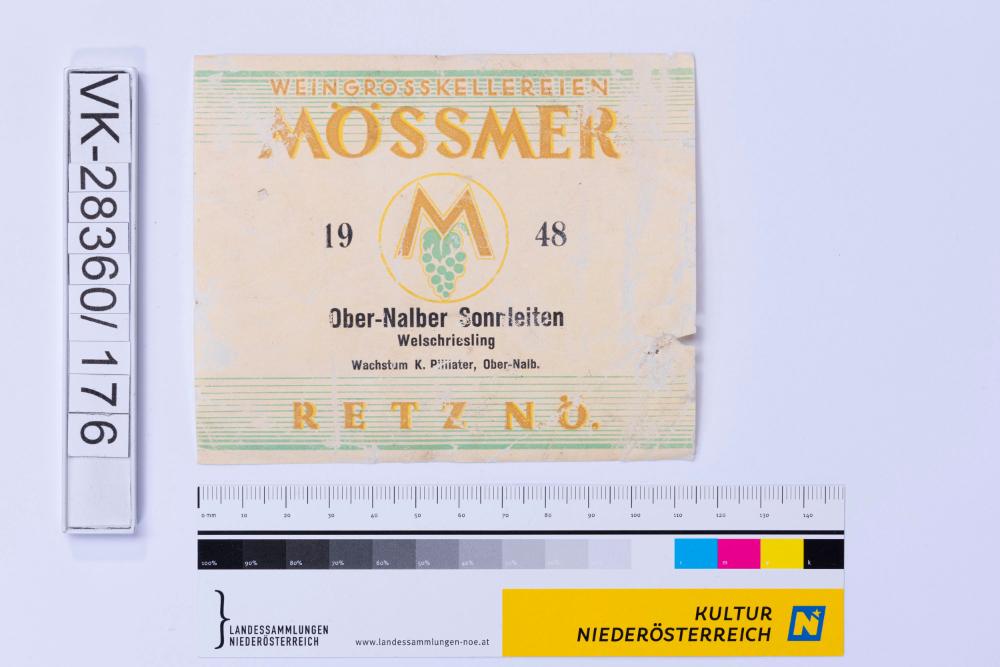 VK-28360/176
WEINGROSSKELLEREIEN
MÖSSMER
19 M 48
Ober-Nalber Sonnleiten
Welschriesling
Wachstum K. Ober-Nalb.
RETZ N.Ö.
0 mm 10 20 30 40 50 60 70 80 90 100 110 120 130 140
100% 90% 80% 70% 60% 50% 40% 30% 20% 10% c m y k
LANDESSAMMLUNGEN
NIEDERÖSTERREICH
www.landessammlungen-noe.at
KULTUR
NIEDERÖSTERREICH
N